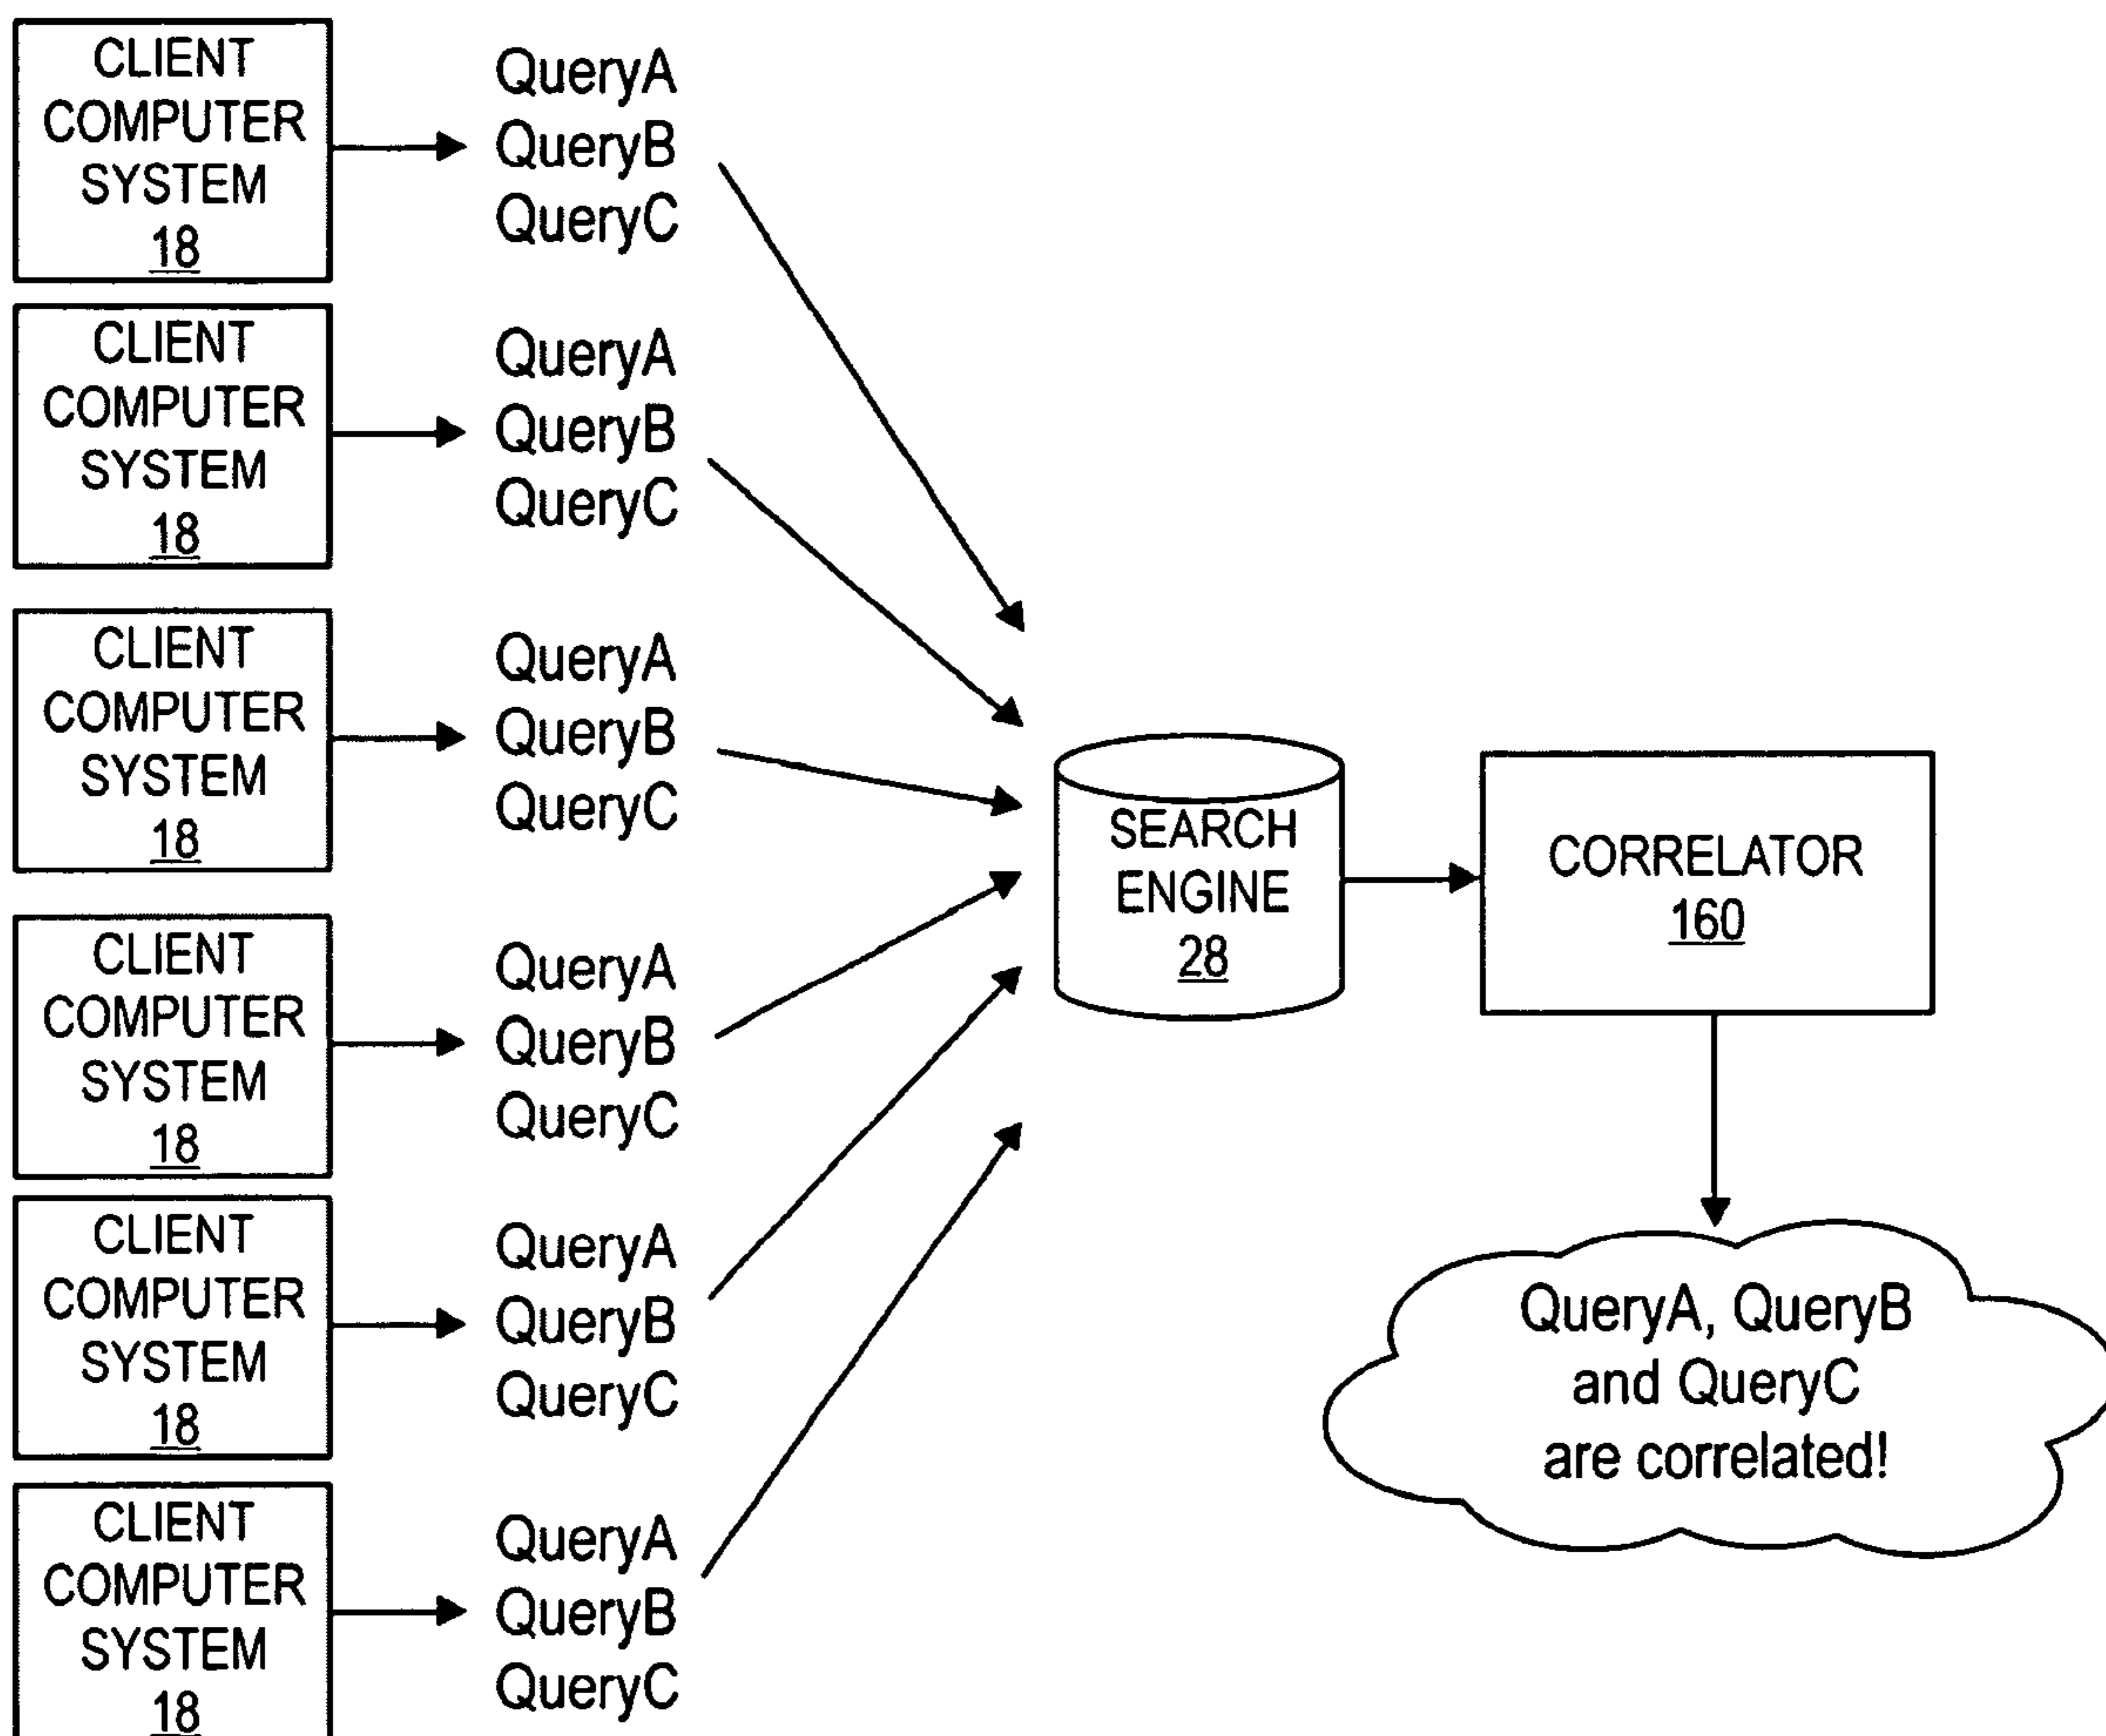 CLIENT
COMPUTER
SYSTEM
18
QueryA
QueryB
QueryC
CLIENT
COMPUTER
SYSTEM
18
QueryA
QueryB
QueryC
CLIENT
COMPUTER
SYSTEM
18
QueryA
QueryB
QueryC
CLIENT
COMPUTER
SYSTEM
18
QueryA
QueryB
QueryC
CLIENT
COMPUTER
SYSTEM
18
QueryA
QueryB
QueryC
CLIENT
COMPUTER
SYSTEM
18
QueryA
QueryB
QueryC
SEARCH
ENGINE
28
CORRELATOR
160
QueryA, QueryB
and QueryC
are correlated!